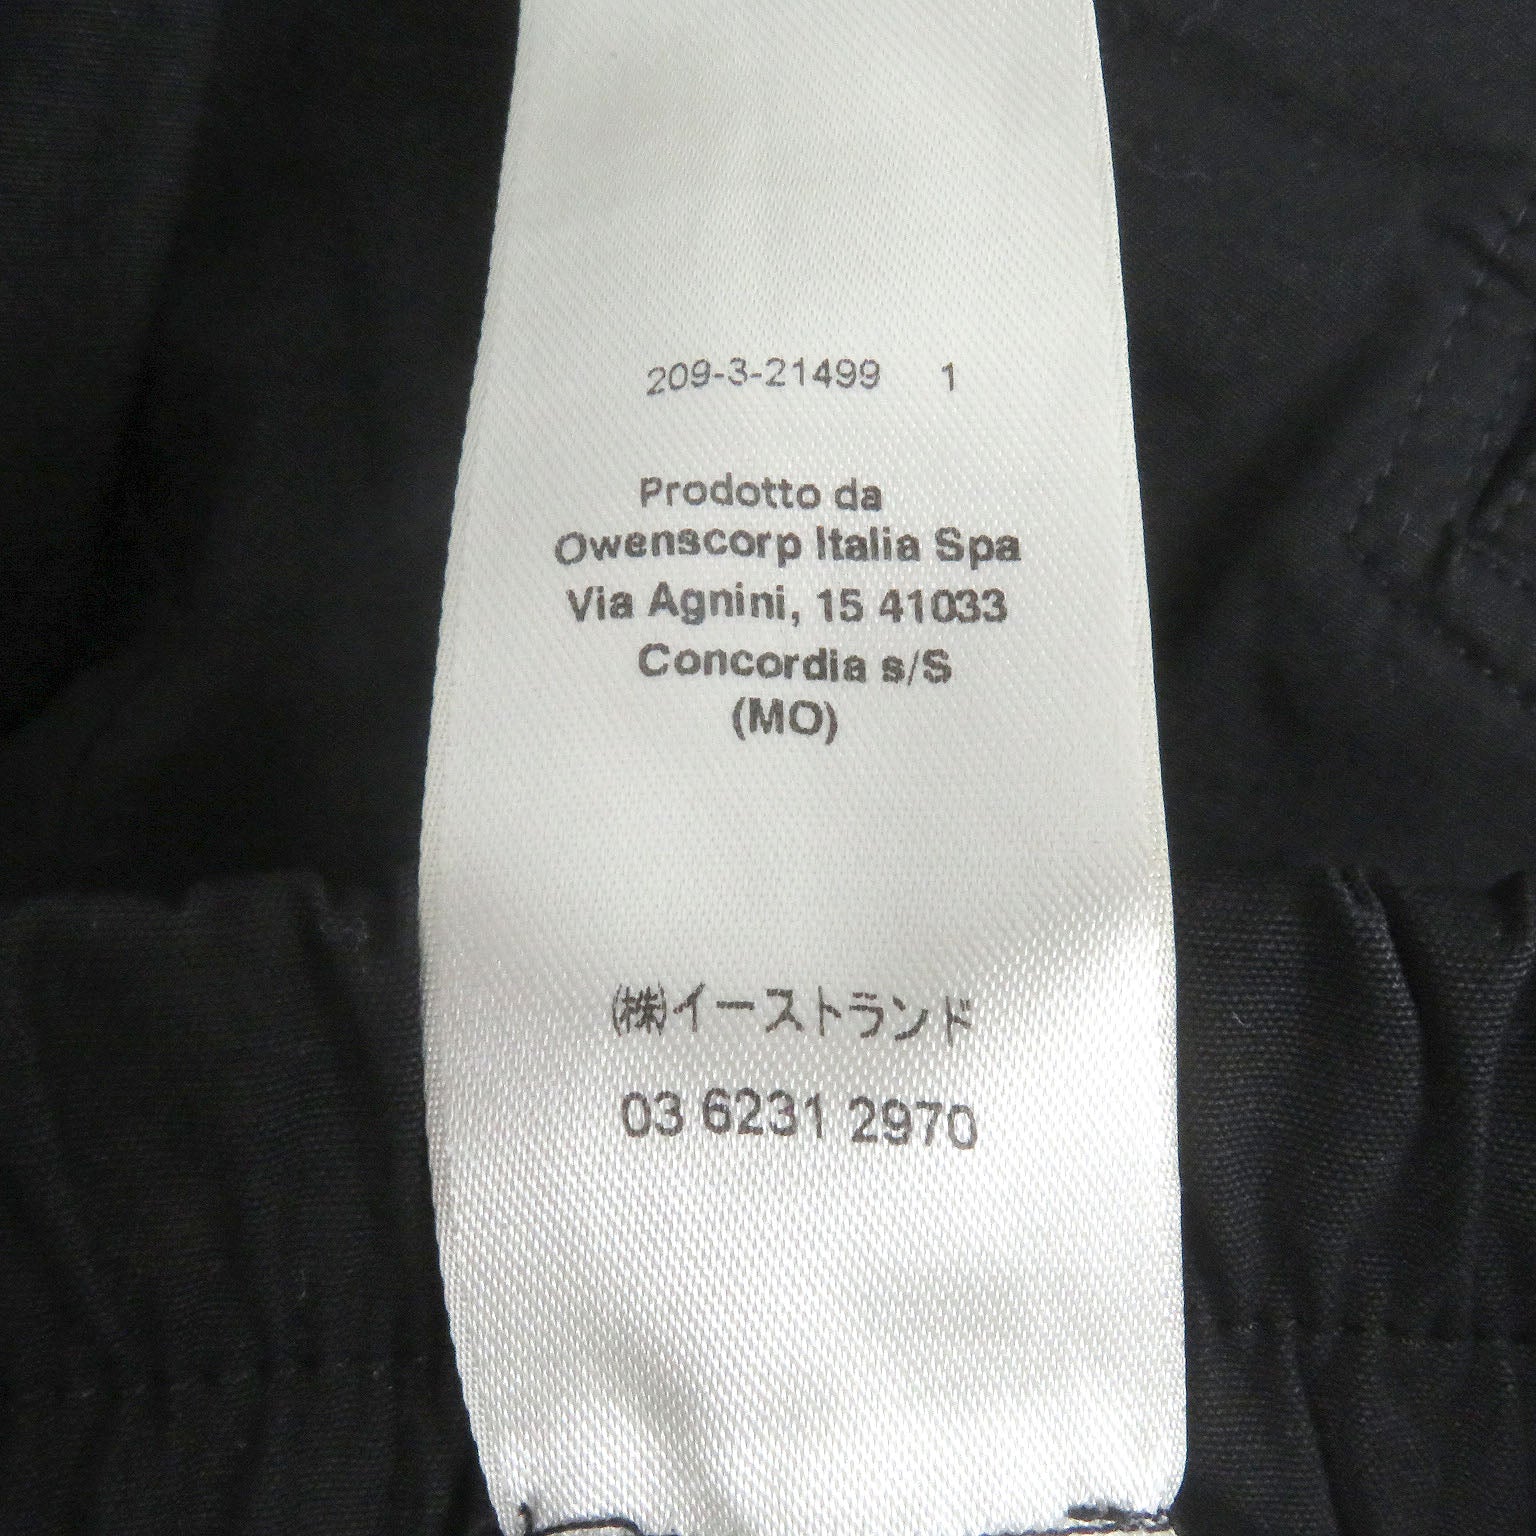 209-3-21499 1
Prodotto da
Owenscorp Italia Spa
Via Agnini, 15 41033
Concordia s/S
(MO)
㈱イーストランド
03 6231 2970